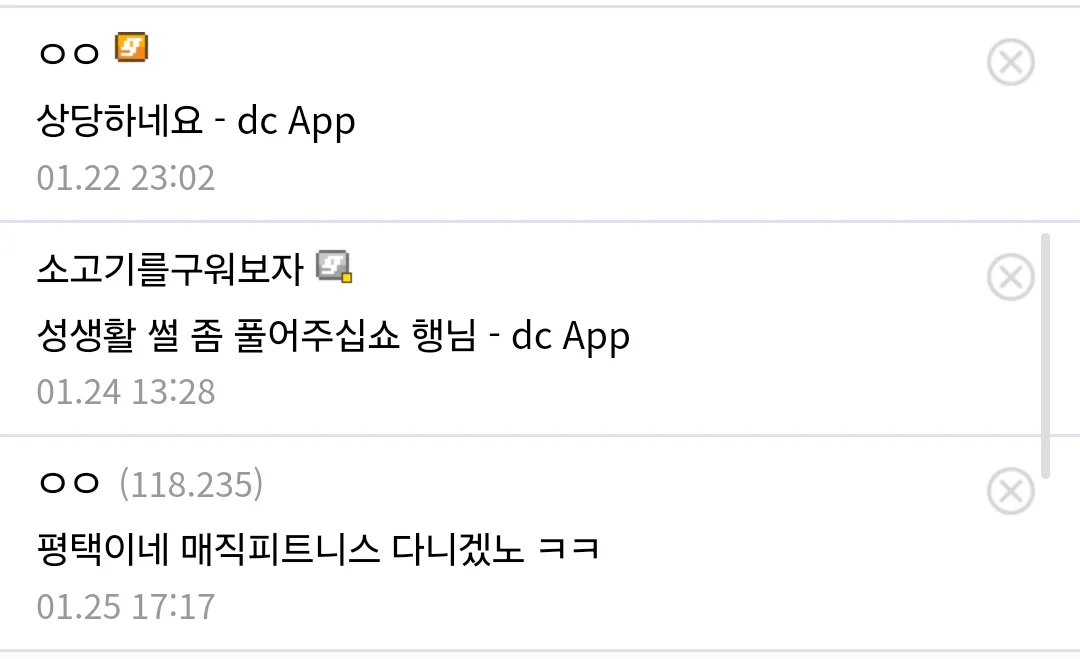 ㅇㅇ
상당하네요 - dc App
01.22 23:02
소고기를구워보자
성생활 썰 좀 풀어주십쇼 행님 - dc App
01.24 13:28
ㅇㅇ (118.235)
평택이네 매직피트니스 다니겠노 ㅋㅋ
01.25 17:17